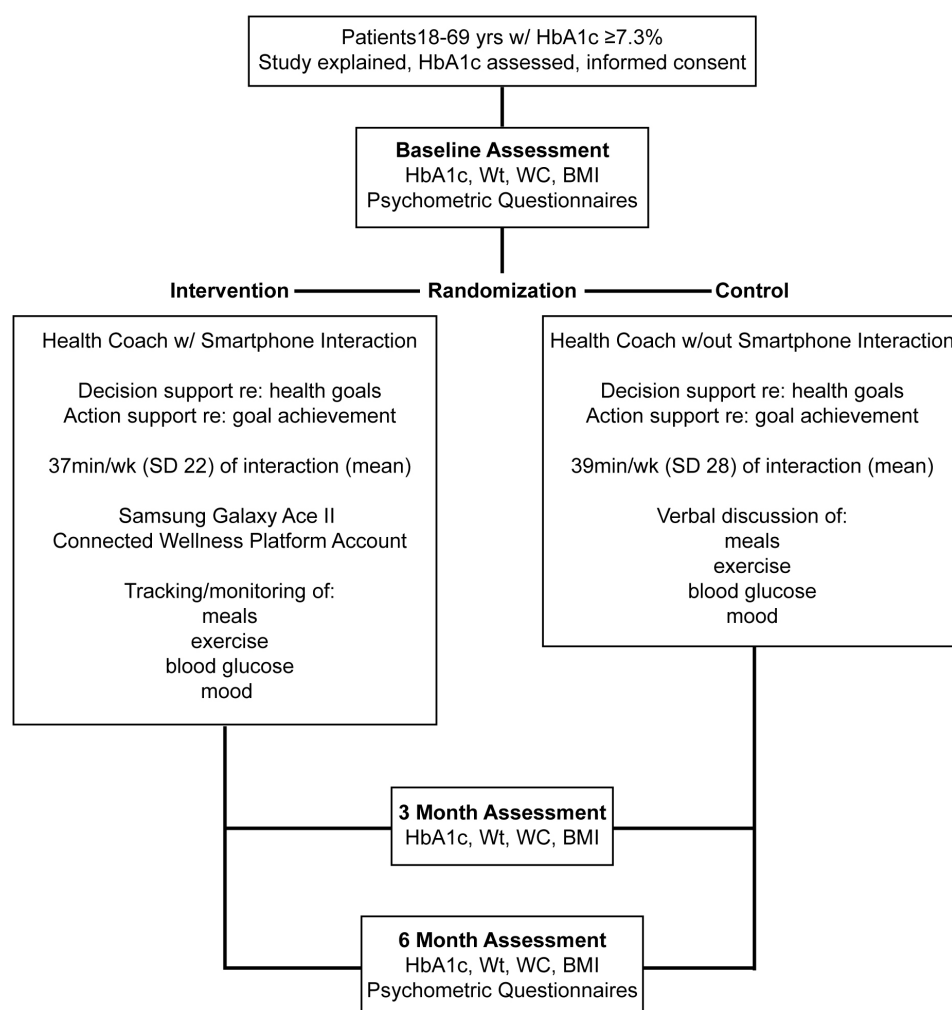 Patients18-69 yrs w/ HbA1c ≥7.3%
Study explained, HbA1c assessed, informed consent
Baseline Assessment
HbA1c, Wt, WC, BMI
Psychometric Questionnaires
Intervention Randomization Control
Health Coach w/ Smartphone Interaction
Decision support re: health goals
Action support re: goal achievement
37min/wk (SD 22) of interaction (mean)
Samsung Galaxy Ace II
Connected Wellness Platform Account
Tracking/monitoring of:
meals
exercise
blood glucose
mood
Health Coach w/out Smartphone Interaction
Decision support re: health goals
Action support re: goal achievement
39min/wk (SD 28) of interaction (mean)
Verbal discussion of:
meals
exercise
blood glucose
mood
3 Month Assessment
HbA1c, Wt, WC, BMI
6 Month Assessment
HbA1c, Wt, WC, BMI
Psychometric Questionnaires